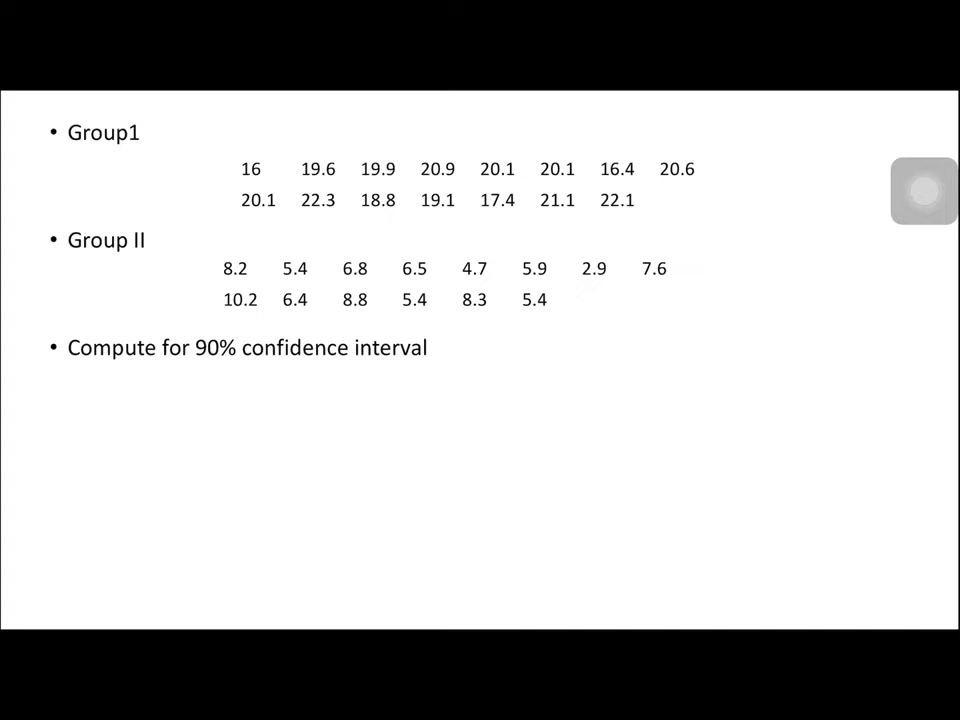 • Group1
16 19.6 19.9 20.9 20.1 20.1 16.4 20.6
20.1 22.3 18.8 19.1 17.4 21.1 22.1
• Group II
8.2 5.4 6.8 6.5 4.7 5.9 2.9 7.6
10.2 6.4 8.8 5.4 8.3 5.4
• Compute for 90% confidence interval